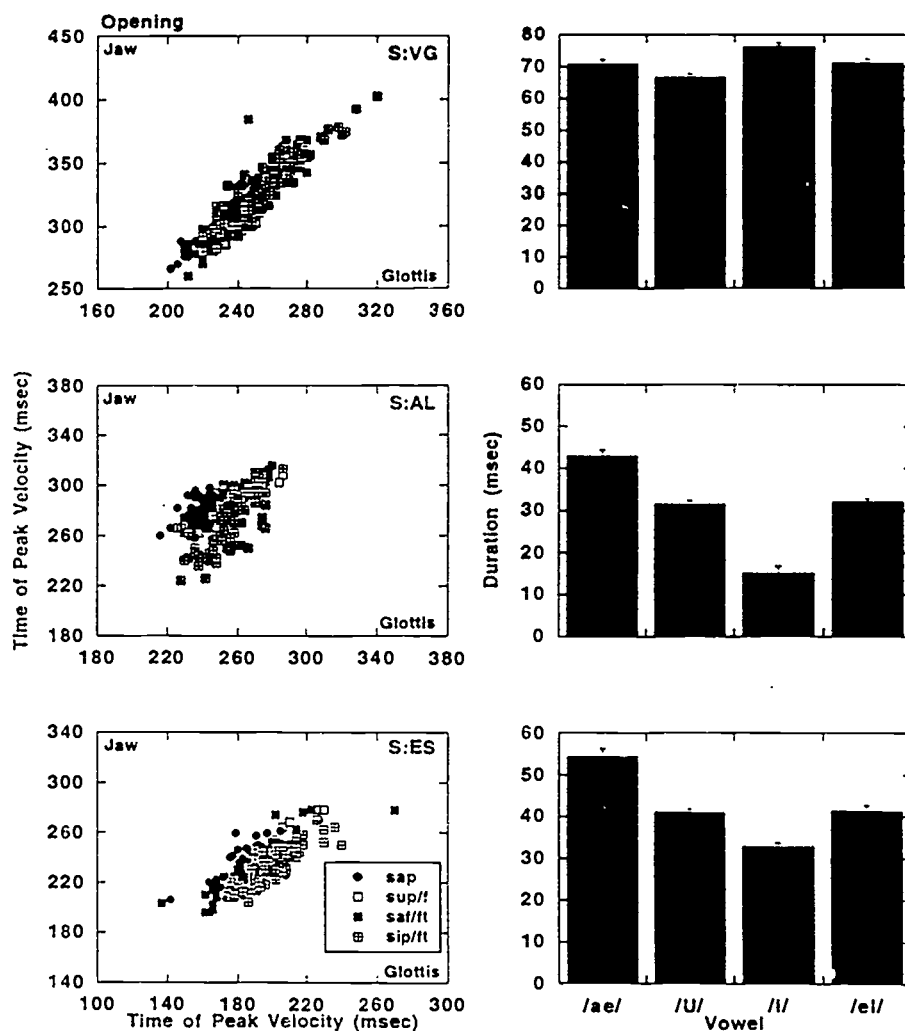 Opening
450
400
350
300
250
Jaw
S:VG
Glottis
160 200 240 280 320 360
80
70
60
50
40
30
20
10
0
Time of Peak Velocity (msec)
380
340
300
260
220
180
Jaw
S:AL
Glottis
180 220 260 300 340 380
Duration (msec)
60
50
40
30
20
10
0
340
290
240
190
140
Jaw
S:ES
sap
sup/f
saf/ft
sip/ft
Glottis
100 140 180 220 260 300
Time of Peak Velocity (msec)
60
50
40
30
20
10
0
/ae/ /U/ /i/ /ei/
Vowel